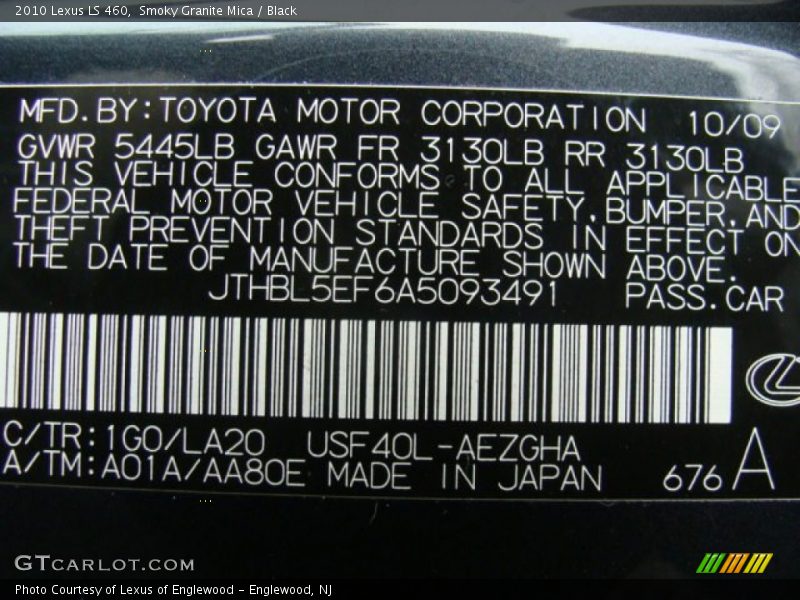 2010 Lexus LS 460, Smoky Granite Mica / Black
MFD.BY:TOYOTA MOTOR CORPORATION 10/09
GVWR 5445LB GAWR FR 3130LB RR 3130LB
THIS VEHICLE CONFORMS TO ALL APPLICABLE
FEDERAL MOTOR VEHICLE SAFETY,BUMPER,AND
THEFT PREVENTION STANDARDS IN EFFECT ON
THE DATE OF MANUFACTURE SHOWN ABOVE.
JTHBL5EF6A5093491 PASS.CAR
C/TR:1G0/LA20 USF40L-AEZGHA
A/TM:A01A/AA80E MADE IN JAPAN 676 A
GTCARLOT.COM
Photo Courtesy of Lexus of Englewood - Englewood, NJ